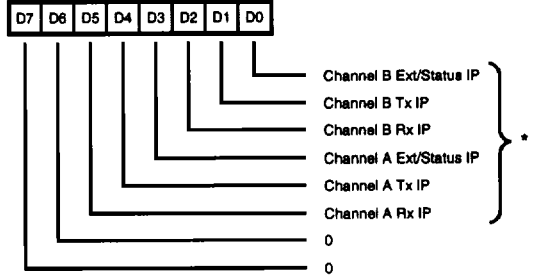 D7 D6 D5 D4 D3 D2 D1 D0
Channel B Ext/Status IP
Channel B Tx IP
Channel B Rx IP
Channel A Ext/Status IP
*
Channel A Tx IP
Channel A Rx IP
0
0